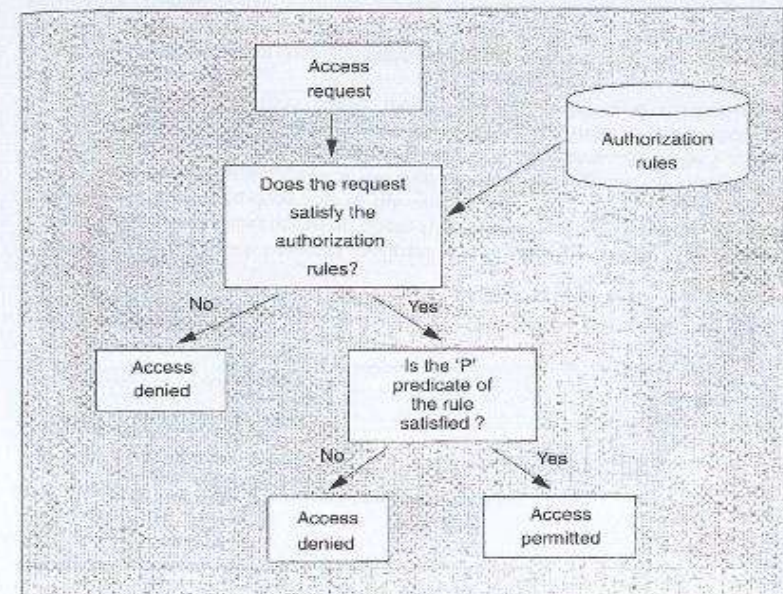 Access
request
Authorization
rules
Does the request
satisfy the
authorization
rules?
No
Yes
Access
denied
Is the 'P'
predicate of
the rule
satisfied ?
No
Yes
Access
denied
Access
permitted